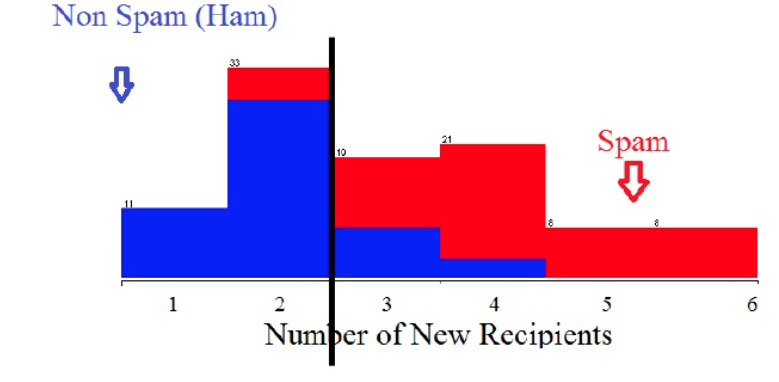 Non Spam (Ham)
33
21
19
Spam
11
8 8
1 2 3 4 5 6
Number of New Recipients